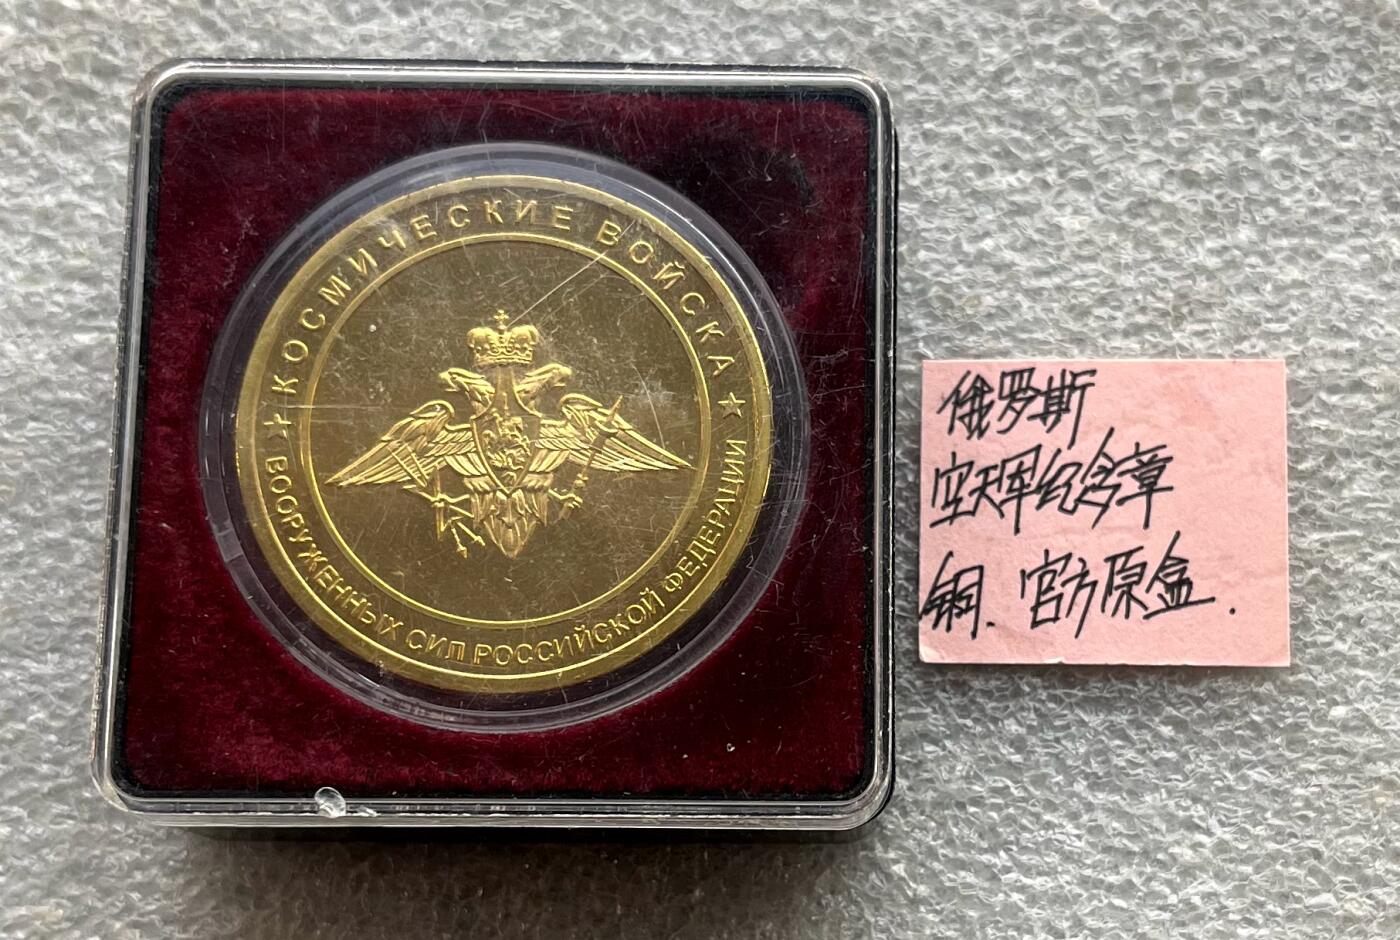 КОСМИЧЕСКИЕ ВОЙСКА
ВООРУЖЕННЫХ СИЛ РОССИЙСКОЙ ФЕДЕРАЦИИ
俄罗斯
空天军纪念章
铜.官方原盒.